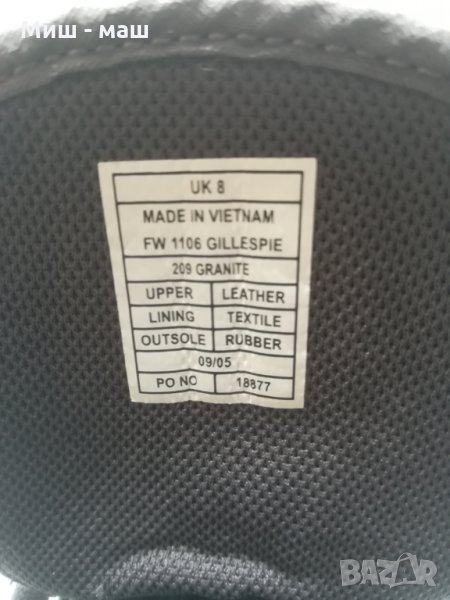 Миш - маш
UK 8
MADE IN VIETNAM
FW 1106 GILLESPIE
209 GRANITE
UPPER LEATHER
LINING TEXTILE
OUTSOLE RUBBER
09/05
PO NO 18877
BAZAR